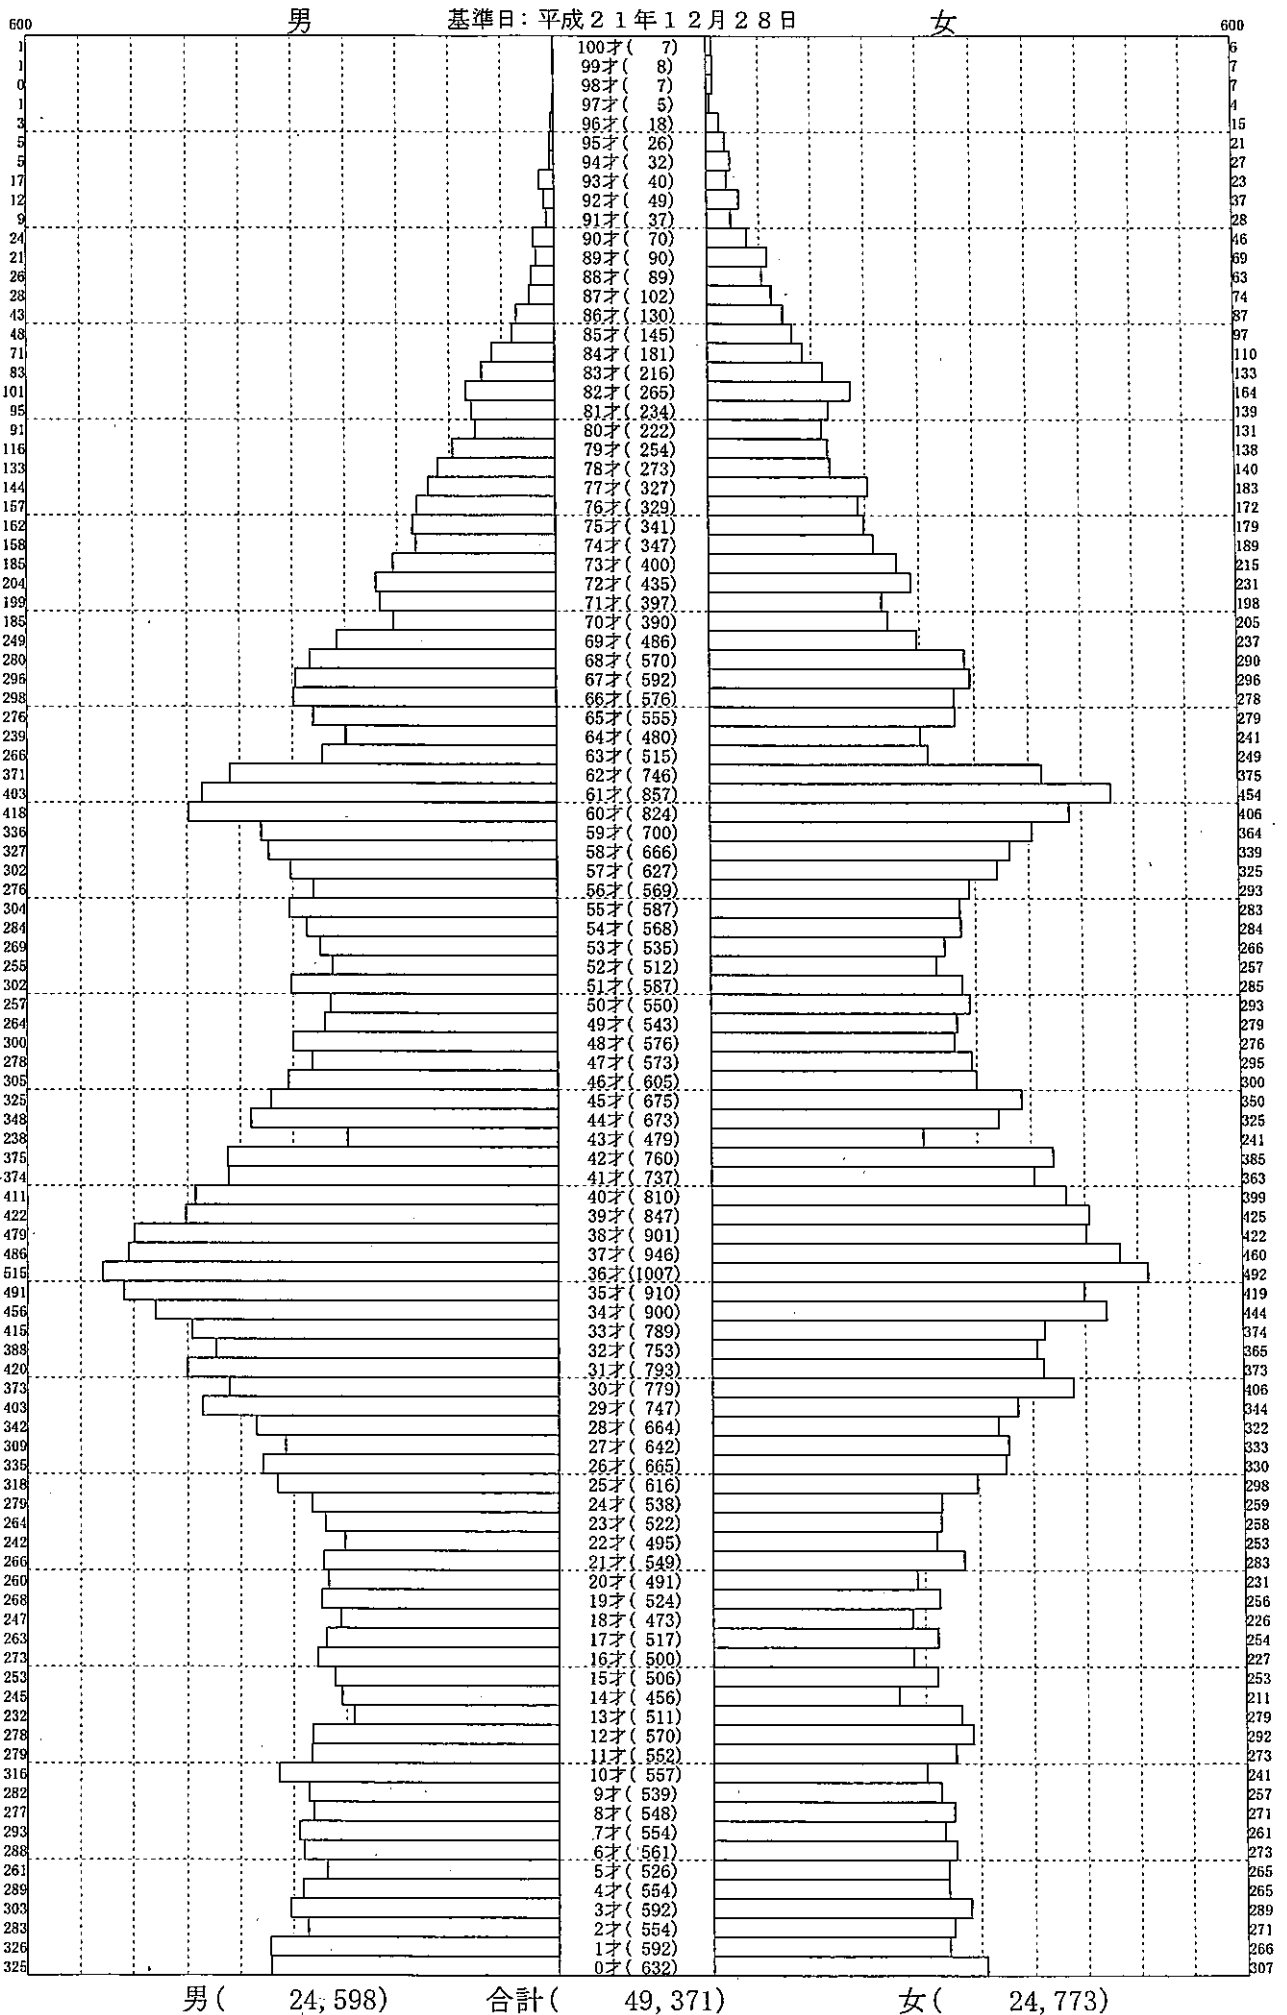 男 基準日：平成２１年１２月２８日 女
600 600
1 100才( 7) 6
1 99才( 8) 7
0 98才( 7) 7
1 97才( 5) 4
3 96才( 18) 15
5 95才( 26) 21
5 94才( 32) 27
17 93才( 40) 23
12 92才( 49) 37
9 91才( 37) 28
24 90才( 70) 46
21 89才( 90) 69
26 88才( 89) 63
28 87才( 102) 74
43 86才( 130) 87
48 85才( 145) 97
71 84才( 181) 110
83 83才( 216) 133
101 82才( 265) 164
95 81才( 234) 139
91 80才( 222) 131
116 79才( 254) 138
133 78才( 273) 140
144 77才( 327) 183
157 76才( 329) 172
162 75才( 341) 179
158 74才( 347) 189
185 73才( 400) 215
204 72才( 435) 231
199 71才( 397) 198
185 70才( 390) 205
249 69才( 486) 237
280 68才( 570) 290
296 67才( 592) 296
298 66才( 576) 278
276 65才( 555) 279
239 64才( 480) 241
266 63才( 515) 249
371 62才( 746) 375
403 61才( 857) 454
418 60才( 824) 406
336 59才( 700) 364
327 58才( 666) 339
302 57才( 627) 325
276 56才( 569) 293
304 55才( 587) 283
284 54才( 568) 284
269 53才( 535) 266
255 52才( 512) 257
302 51才( 587) 285
257 50才( 550) 293
264 49才( 543) 279
300 48才( 576) 276
278 47才( 573) 295
305 46才( 605) 300
325 45才( 675) 350
348 44才( 673) 325
238 43才( 479) 241
375 42才( 760) 385
374 41才( 737) 363
411 40才( 810) 399
422 39才( 847) 425
479 38才( 901) 422
486 37才( 946) 460
515 36才(1007) 492
491 35才( 910) 419
456 34才( 900) 444
415 33才( 789) 374
388 32才( 753) 365
420 31才( 793) 373
373 30才( 779) 406
403 29才( 747) 344
342 28才( 664) 322
309 27才( 642) 333
335 26才( 665) 330
318 25才( 616) 298
279 24才( 538) 259
264 23才( 522) 258
242 22才( 495) 253
266 21才( 549) 283
260 20才( 491) 231
268 19才( 524) 256
247 18才( 473) 226
263 17才( 517) 254
273 16才( 500) 227
253 15才( 506) 253
245 14才( 456) 211
232 13才( 511) 279
278 12才( 570) 292
279 11才( 552) 273
316 10才( 557) 241
282 9才( 539) 257
277 8才( 548) 271
293 7才( 554) 261
288 6才( 561) 273
261 5才( 526) 265
289 4才( 554) 265
303 3才( 592) 289
283 2才( 554) 271
326 1才( 592) 266
325 0才( 632) 307
男( 24,598) 合計( 49,371) 女( 24,773)